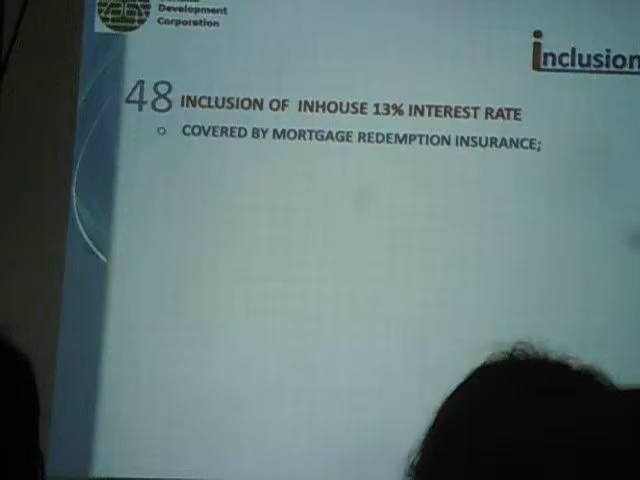 Development
Corporation
Inclusion
48 INCLUSION OF INHOUSE 13% INTEREST RATE
o COVERED BY MORTGAGE REDEMPTION INSURANCE;